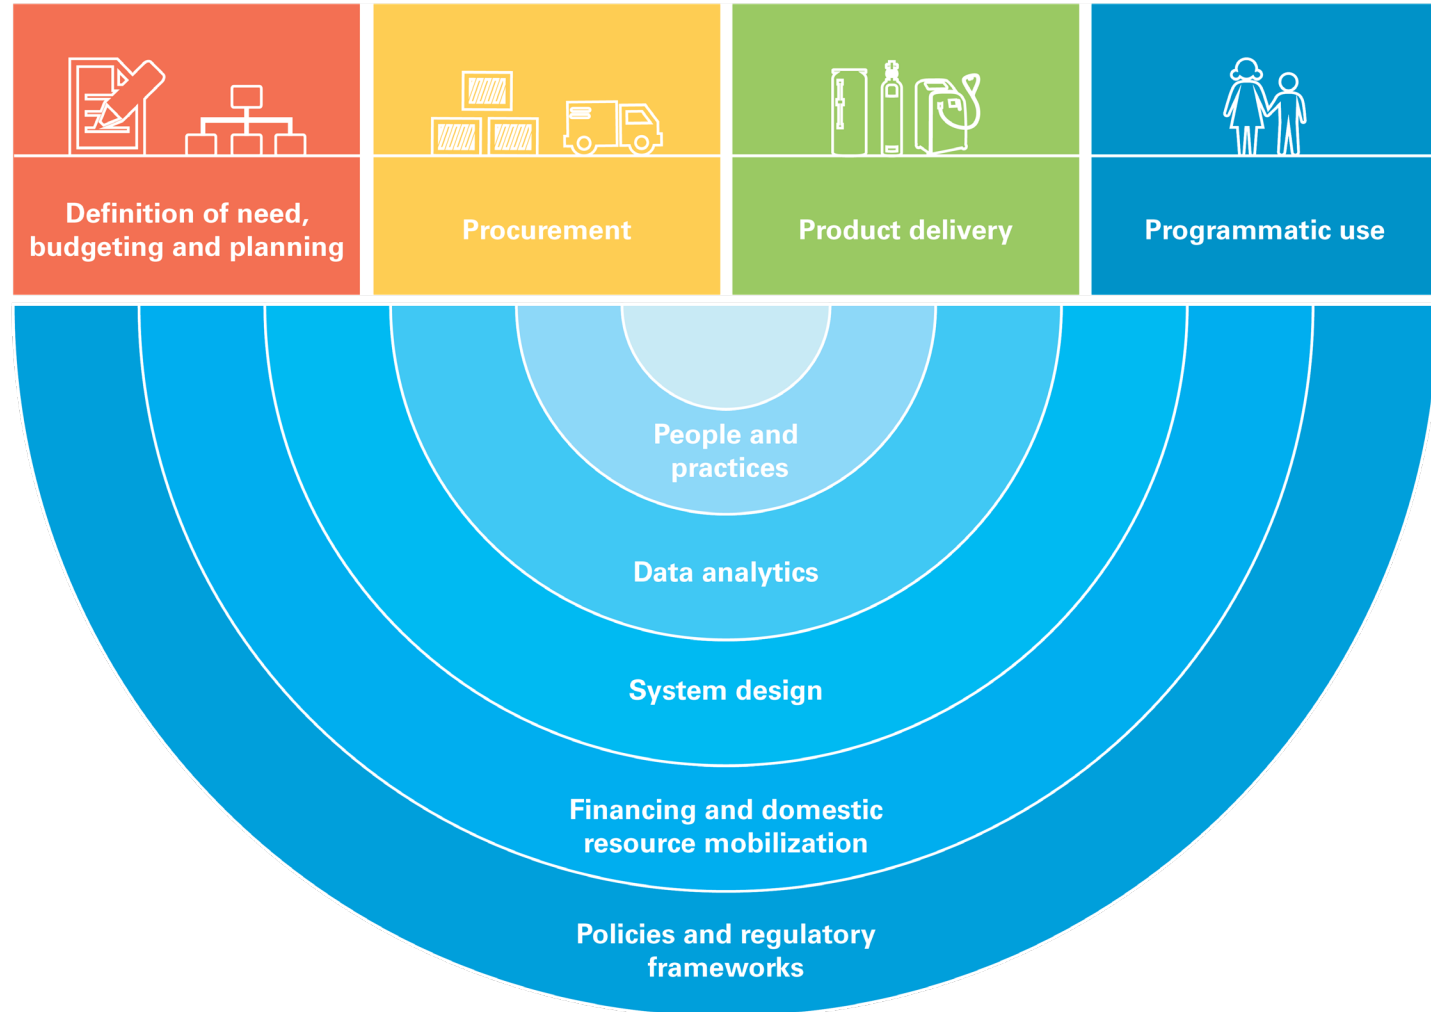 Definition of need,
budgeting and planning
Procurement
Product delivery
Programmatic use
People and
practices
Data analytics
System design
Financing and domestic
resource mobilization
Policies and regulatory
frameworks